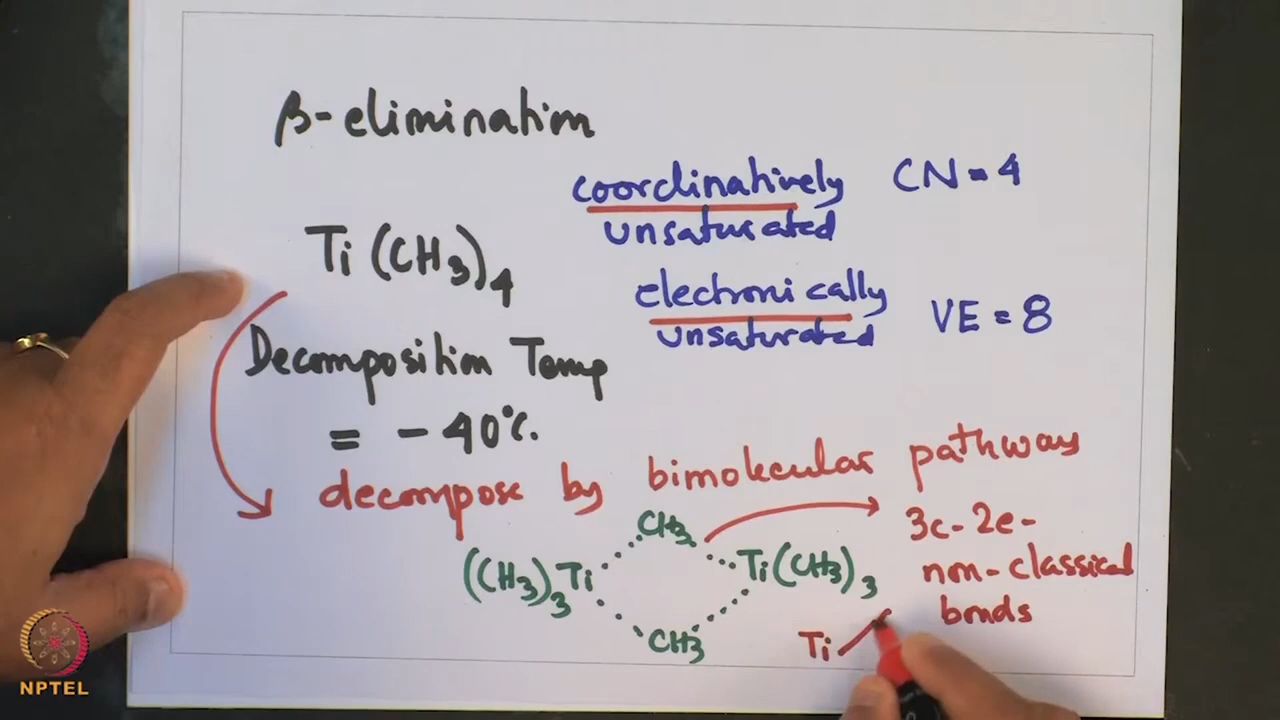 β-elimination
coordinatively CN = 4
unsaturated
Ti(CH3)4
electronically VE = 8
unsaturated
Decomposition Temp
= -40°C.
decompose by bimolecular pathway
CH3
3c-2e-
((CH3)3Ti Ti(CH3)3
non-classical
bonds
CH3
Ti
NPTEL